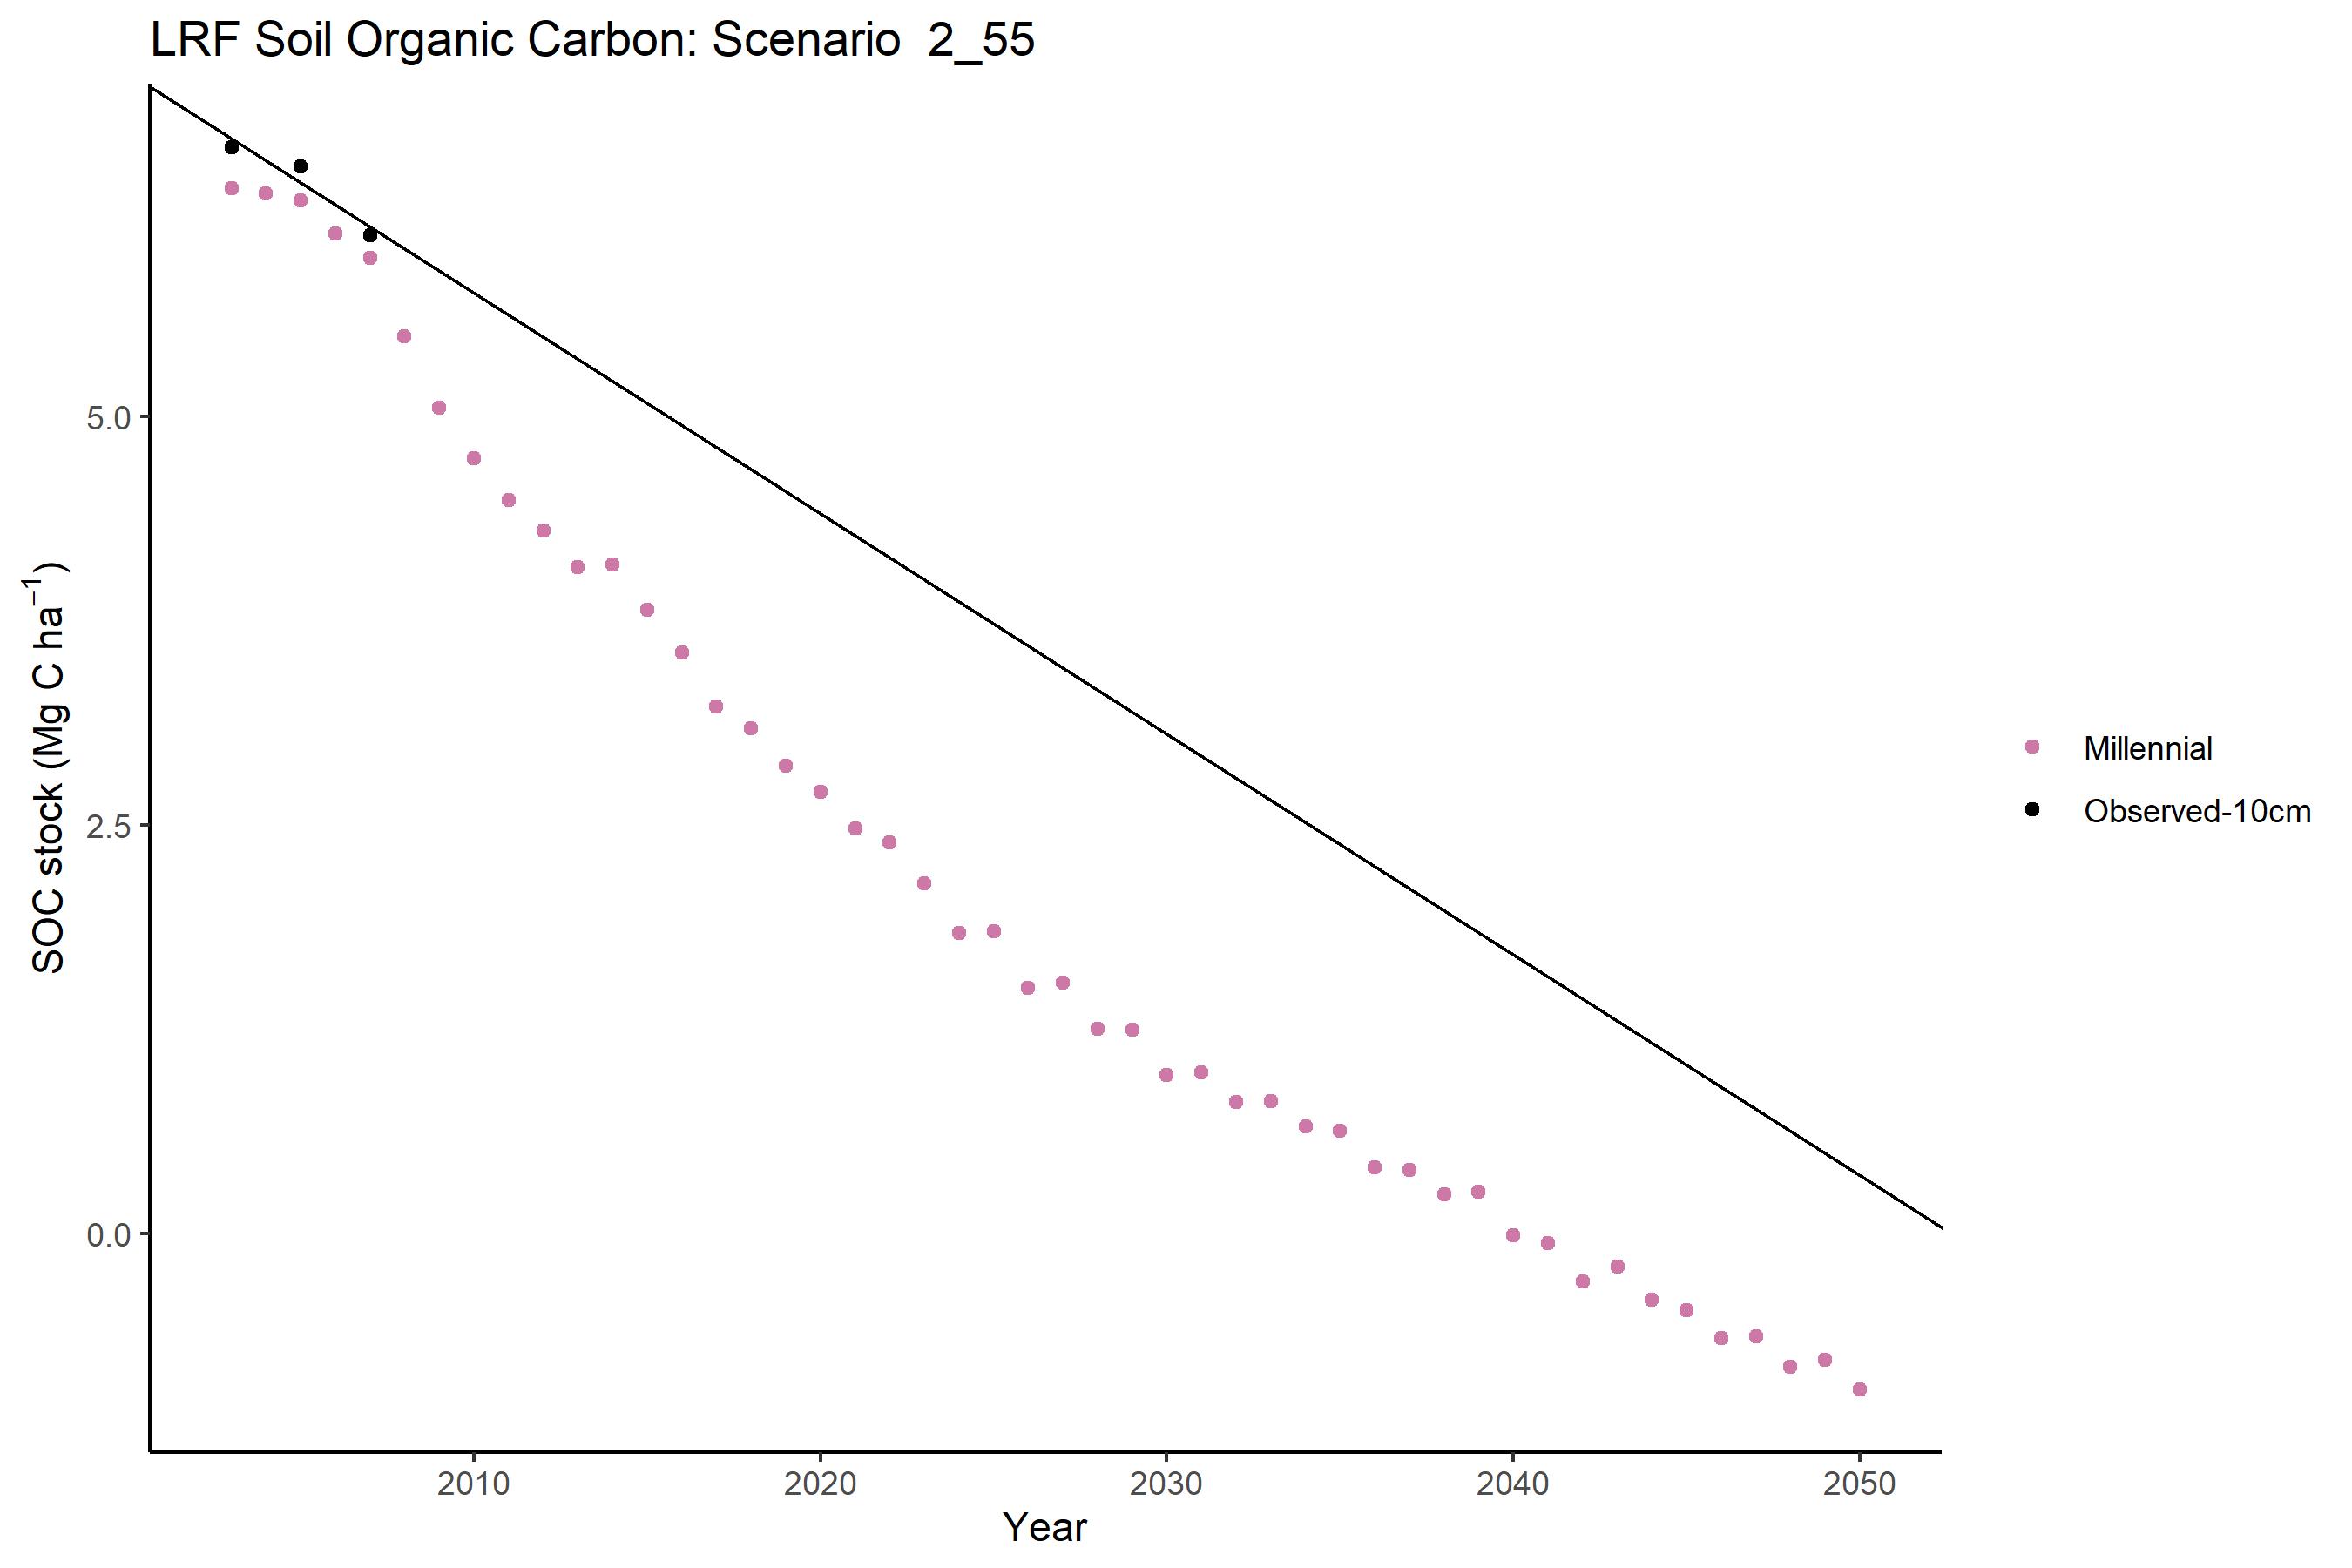 LRF Soil Organic Carbon: Scenario  2_55
SOC stock (Mg C ha⁻¹)
5.0
2.5
0.0
2010
2020
2030
2040
2050
Year
Millennial
Observed-10cm